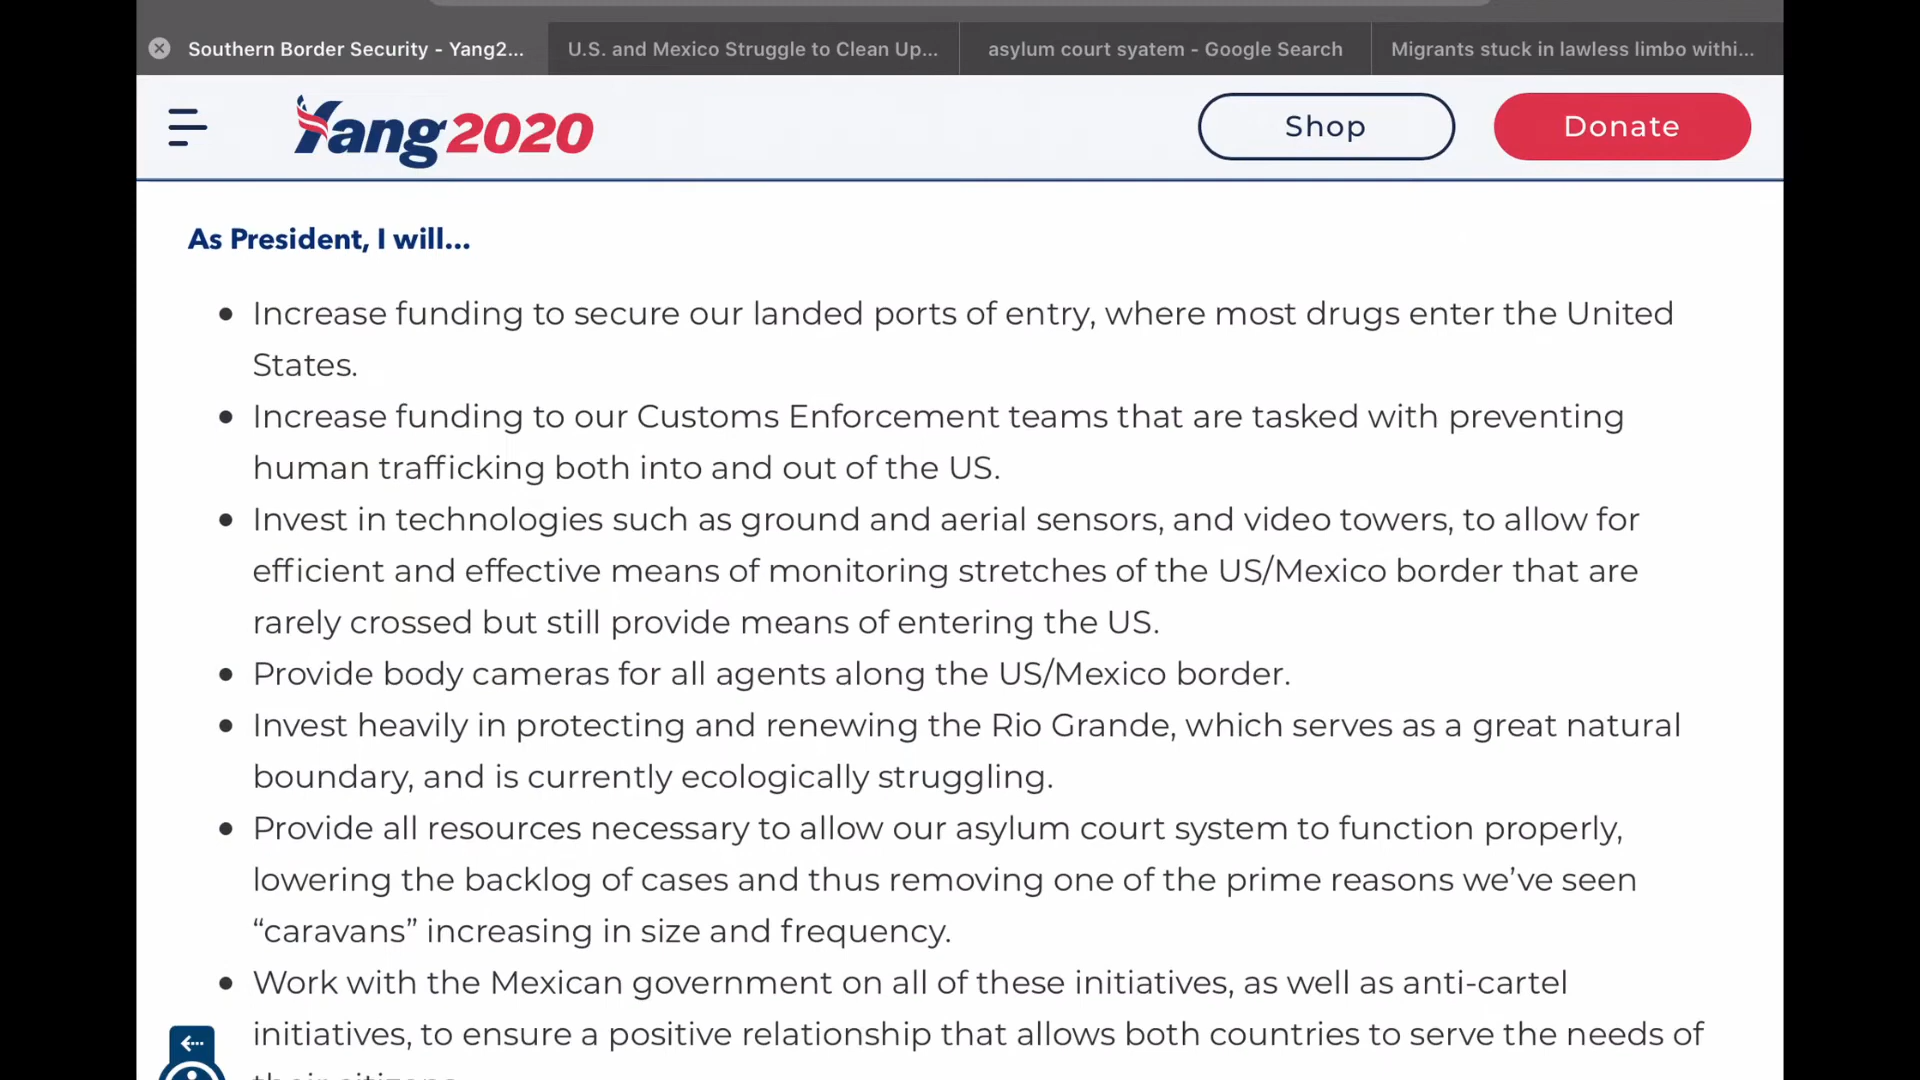 Southern Border Security - Yang2...
U.S. and Mexico Struggle to Clean Up...
asylum court syatem - Google Search
Migrants stuck in lawless limbo withi...
Yang2020
Shop
Donate
As President, I will...
Increase funding to secure our landed ports of entry, where most drugs enter the United
States.
Increase funding to our Customs Enforcement teams that are tasked with preventing
human trafficking both into and out of the US.
Invest in technologies such as ground and aerial sensors, and video towers, to allow for
efficient and effective means of monitoring stretches of the US/Mexico border that are
rarely crossed but still provide means of entering the US.
Provide body cameras for all agents along the US/Mexico border.
Invest heavily in protecting and renewing the Rio Grande, which serves as a great natural
boundary, and is currently ecologically struggling.
Provide all resources necessary to allow our asylum court system to function properly,
lowering the backlog of cases and thus removing one of the prime reasons we’ve seen
“caravans” increasing in size and frequency.
Work with the Mexican government on all of these initiatives, as well as anti-cartel
initiatives, to ensure a positive relationship that allows both countries to serve the needs of